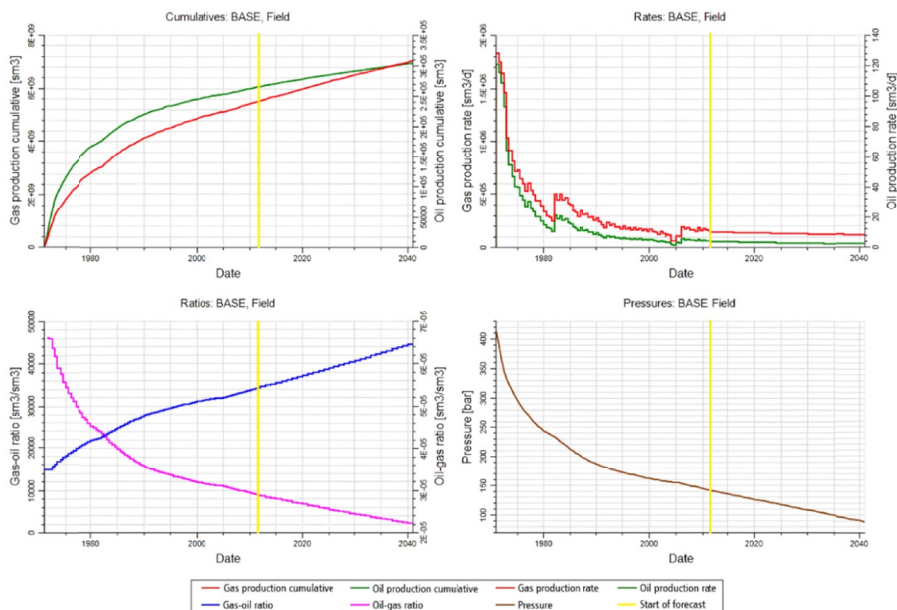 Cumulatives: BASE, Field
Gas production cumulative [sm3]
8E+09
6E+09
4E+09
2E+09
0
3.5E+05
3E+05
2.5E+05
2E+05
1.5E+05
1E+05
50000
0
Oil production cumulative [sm3]
1980 2000 2020 2040
Date
Rates: BASE, Field
Gas production rate [sm3/d]
2E+06
1.5E+06
1E+06
5E+05
0
140
120
100
80
60
40
20
0
Oil production rate [sm3/d]
1980 2000 2020 2040
Date
Ratios: BASE, Field
Gas-oil ratio [sm3/sm3]
50000
40000
30000
20000
10000
0
7E-05
6E-05
5E-05
4E-05
3E-05
2E-05
Oil-gas ratio [sm3/sm3]
1980 2000 2020 2040
Date
Pressures: BASE, Field
Pressure [bar]
400
350
300
250
200
150
100
1980 2000 2020 2040
Date
Gas production cumulative Oil production cumulative Gas production rate Oil production rate
Gas-oil ratio Oil-gas ratio Pressure Start of forecast